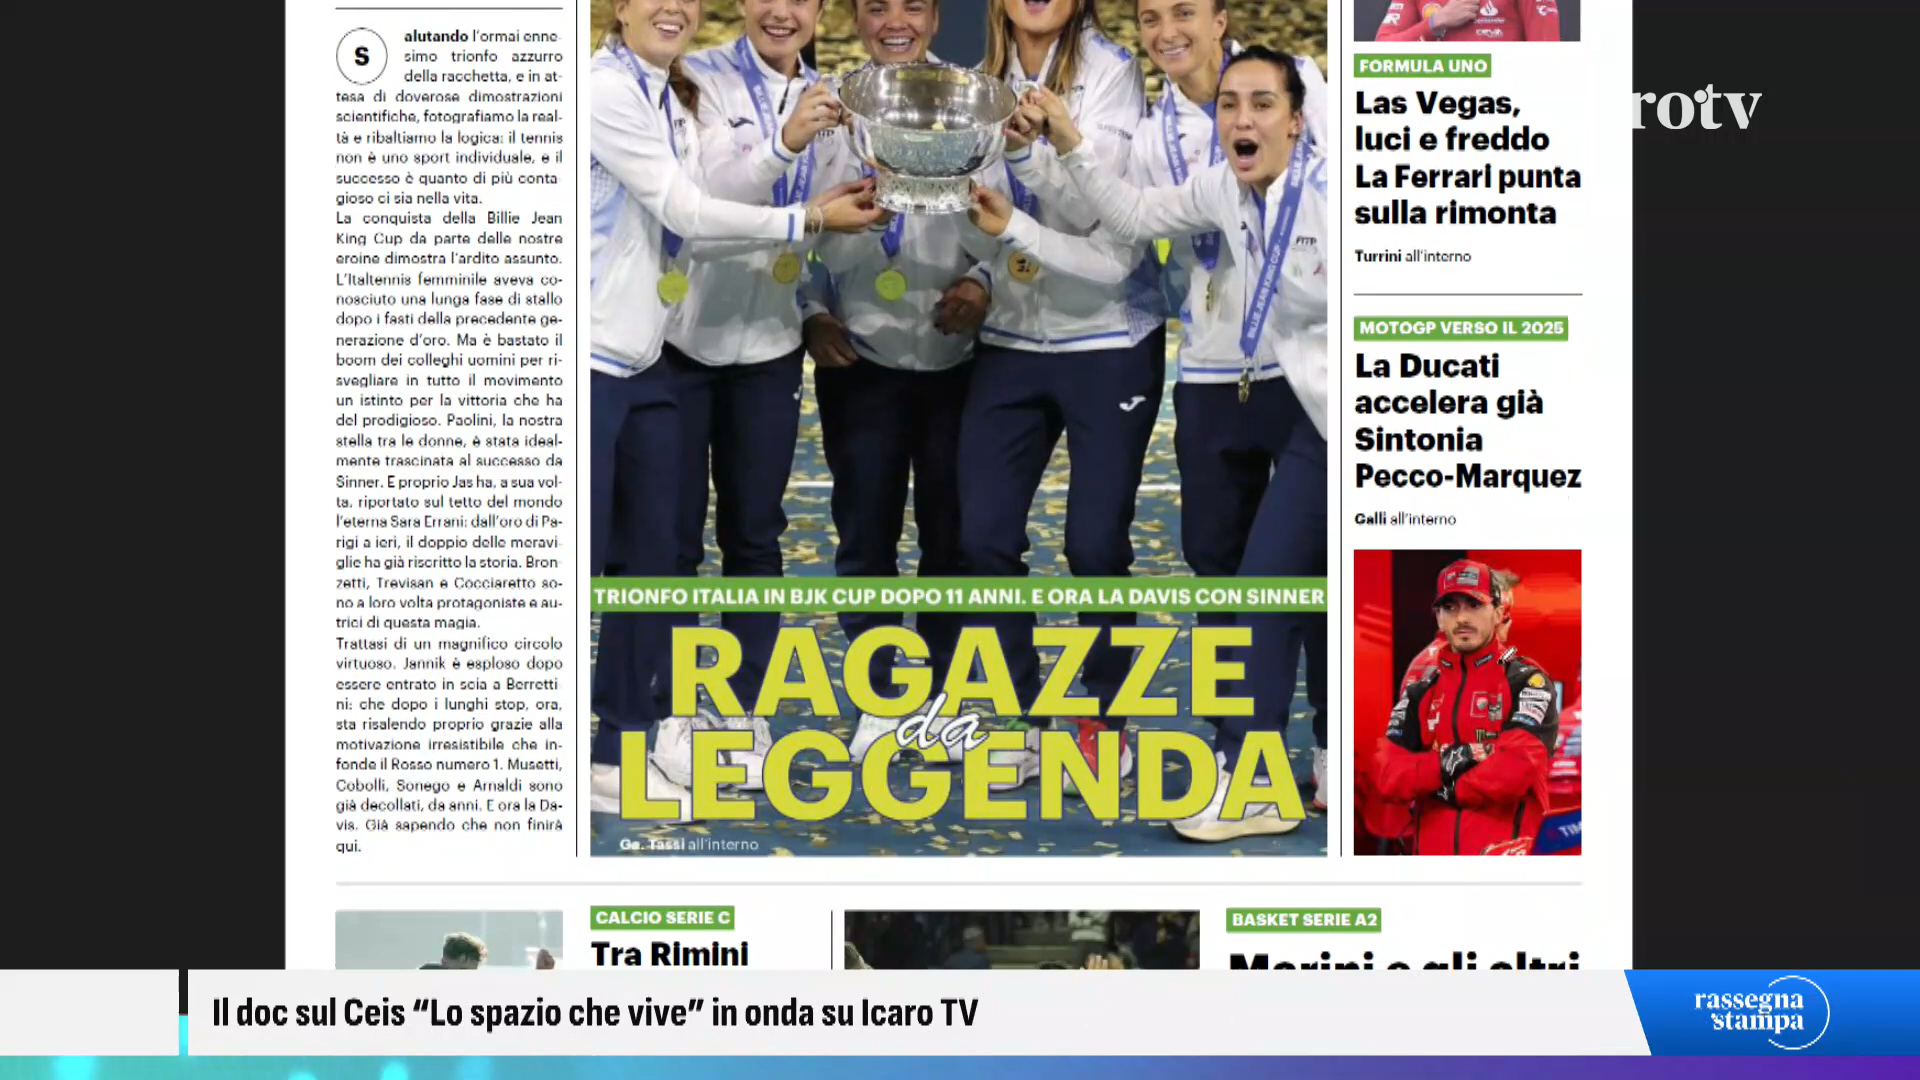 S
alutando l'ormai enne-
simo trionfo azzurro
della racchetta, e in at-
tesa di doverose dimostrazioni
scientifiche, fotografiamo la real-
tà e ribaltiamo la logica: il tennis
non è uno sport individuale, e il
successo è quanto di più conta-
gioso ci sia nella vita.
La conquista della Billie Jean
King Cup da parte delle nostre
eroine dimostra l'ardito assunto.
L'Italtennis femminile aveva co-
nosciuto una lunga fase di stallo
dopo i fasti della precedente ge-
nerazione d'oro. Ma è bastato il
boom dei colleghi uomini per ri-
svegliare in tutto il movimento
un istinto per la vittoria che ha
del prodigioso. Paolini, la nostra
stella tra le donne, è stata ideal-
mente trascinata al successo da
Sinner. E proprio Jas ha, a sua vol-
ta, riportato sul tetto del mondo
l'eterna Sara Errani: dall'oro di Pa-
rigi a ieri, il doppio delle meravi-
glie ha già riscritto la storia. Bron-
zetti, Trevisan e Cocciaretto so-
no a loro volta protagoniste e au-
trici di questa magia.
Trattasi di un magnifico circolo
virtuoso. Jannik è esploso dopo
essere entrato in scia a Berretti-
ni: che dopo i lunghi stop, ora,
sta risalendo proprio grazie alla
motivazione irresistibile che in-
fonde il Rosso numero 1. Musetti,
Cobolli, Sonego e Arnaldi sono
già decollati, da anni. E ora la Da-
vis. Già sapendo che non finirà
qui.
BILLIE JEAN KING CUP
FITP
TRIONFO ITALIA IN BJK CUP DOPO 11 ANNI. E ORA LA DAVIS CON SINNER
RAGAZZE
da
LEGGENDA
Ga. Tassi all'interno
FORMULA UNO
Las Vegas,
luci e freddo
La Ferrari punta
sulla rimonta
Turrini all'interno
MOTOGP VERSO IL 2025
La Ducati
accelera già
Sintonia
Pecco-Marquez
Galli all'interno
rotv
CALCIO SERIE C
Tra Rimini
BASKET SERIE A2
Marini e gli altri
Il doc sul Ceis “Lo spazio che vive” in onda su Icaro TV
rassegna
stampa